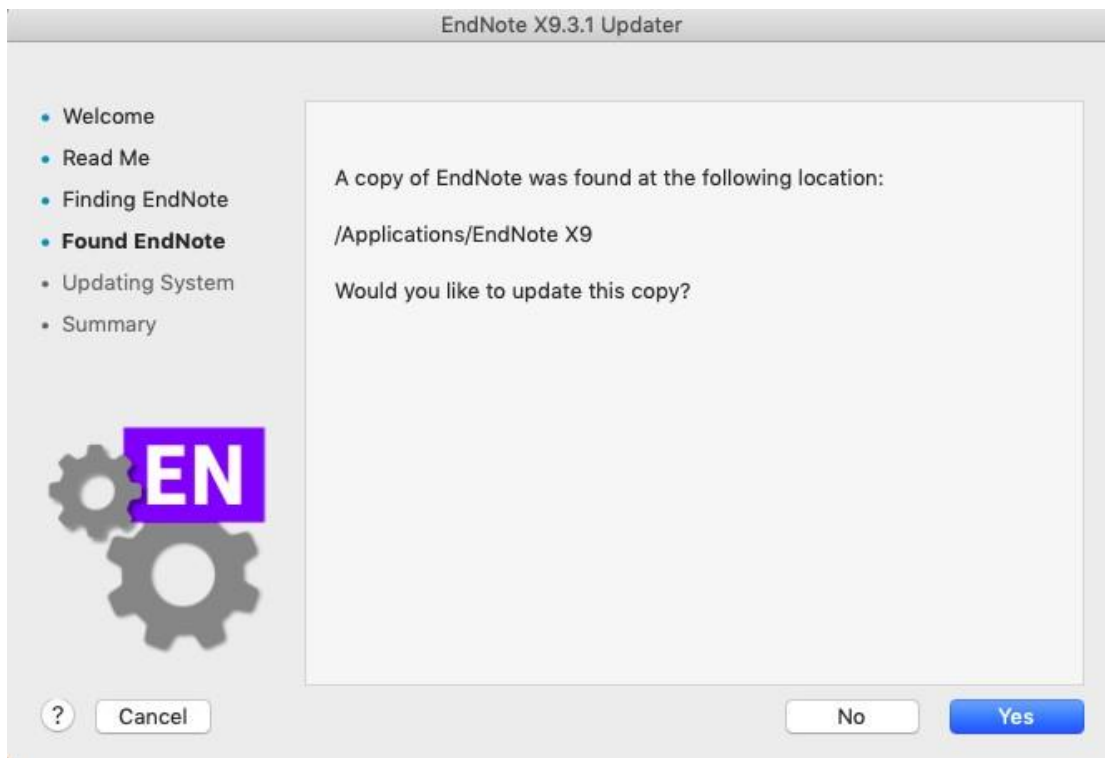 EndNote X9.3.1 Updater
Welcome
Read Me
Finding EndNote
Found EndNote
Updating System
Summary
A copy of EndNote was found at the following location:
/Applications/EndNote X9
Would you like to update this copy?
EN
?
Cancel
No
Yes